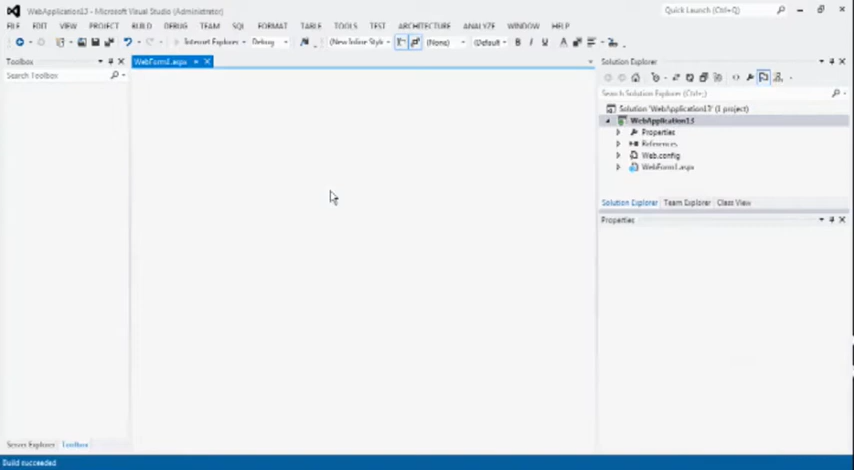 WebApplication13 - Microsoft Visual Studio (Administrator)
Quick Launch (Ctrl+Q)
FILE EDIT VIEW PROJECT BUILD DEBUG TEAM SQL FORMAT TABLE TOOLS TEST ARCHITECTURE ANALYZE WINDOW HELP
Internet Explorer Debug (New Inline Style (None) (Default B I U A
Toolbox
WebForm1.aspx
Solution Explorer
Search Toolbox
Search Solution Explorer (Ctrl+;)
Solution 'WebApplication13' (1 project)
WebApplication13
Properties
References
Web.config
WebForm1.aspx
Solution Explorer Team Explorer Class View
Properties
Server Explorer Toolbox
Build succeeded